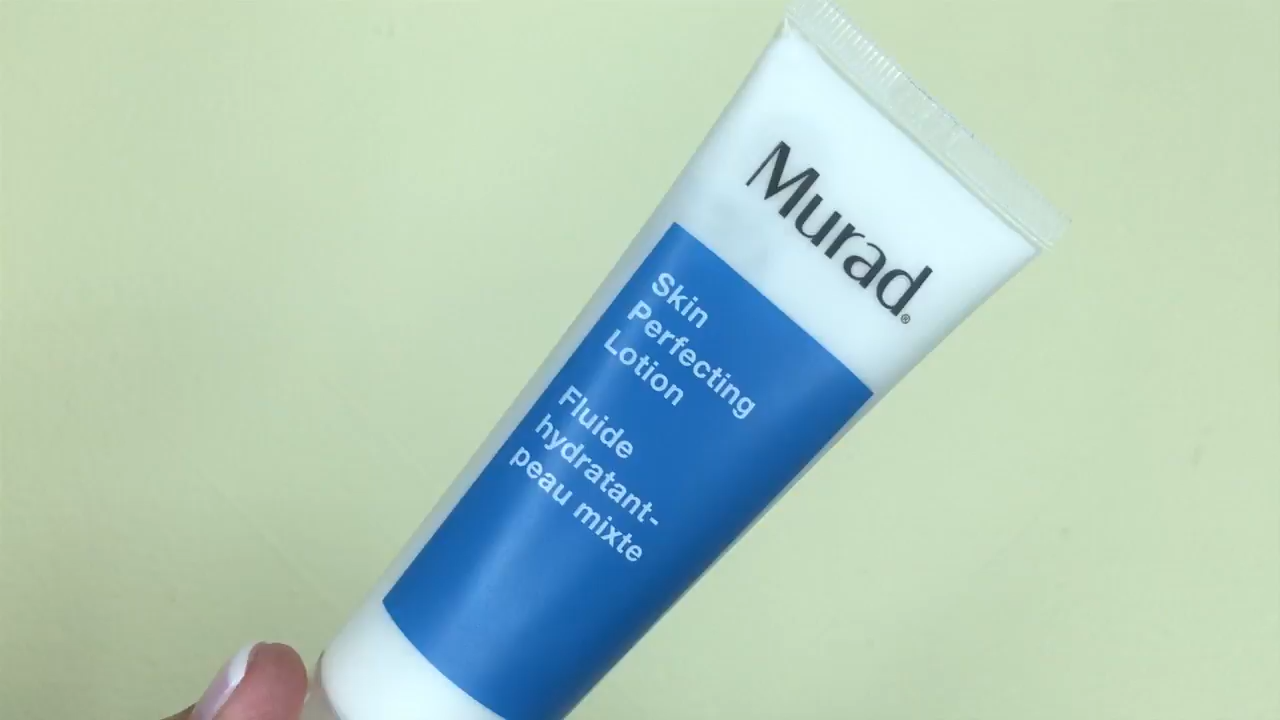 Murad®
Skin
Perfecting
Lotion
Fluide
hydratant-
peau mixte